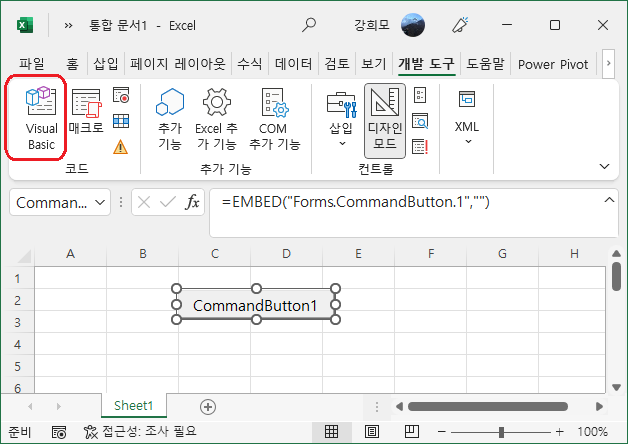 통합 문서1 - Excel
강희모
파일 홈 삽입 페이지 레이아웃 수식 데이터 검토 보기 개발 도구 도움말 Power Pivot
Visual
Basic
매크로
추가
기능
Excel 추
가 기능
COM
추가 기능
삽입
디자인
모드
XML
코드 추가 기능 컨트롤
Comman...
fx
=EMBED("Forms.CommandButton.1","")
A B C D E F G H
1
2
CommandButton1
3
4
5
6
Sheet1
준비 접근성: 조사 필요 100%